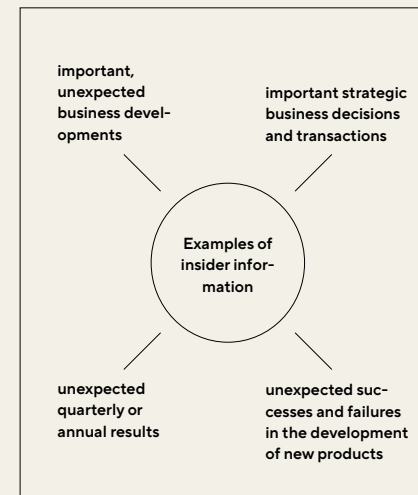 important,
unexpected
business devel-
opments
important strategic
business decisions
and transactions
Examples of
insider infor-
mation
unexpected
quarterly or
annual results
unexpected suc-
cesses and failures
in the development
of new products